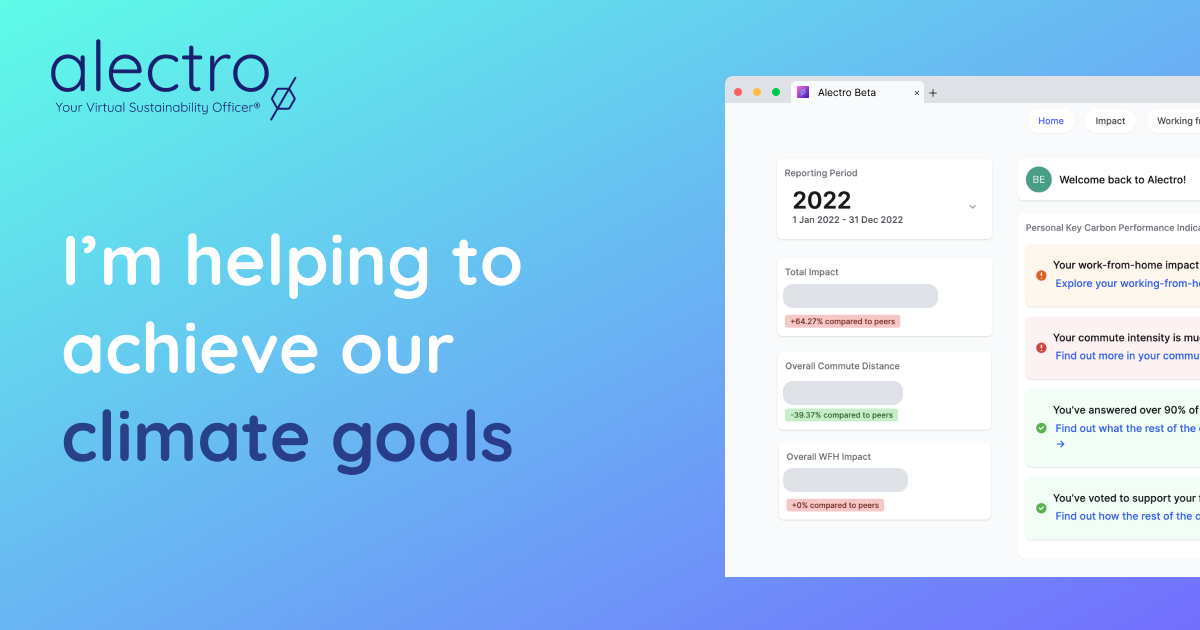 alectro
Your Virtual Sustainability Officer®
I’m helping to
achieve our
climate goals
Alectro Beta
Home
Impact
Working
Reporting Period
2022
1 Jan 2022 - 31 Dec 2022
Total Impact
+64.27% compared to peers
Overall Commute Distance
-39.37% compared to peers
Overall WFH Impact
+0% compared to peers
BE
Welcome back to Alectro!
Personal Key Carbon Performance
Your work-from-home impact
Explore your working-from-
Your commute intensity is
Find out more in your
You've answered over 90% of
Find out what the rest of the
→
You've voted to support your
Find out how the rest of the